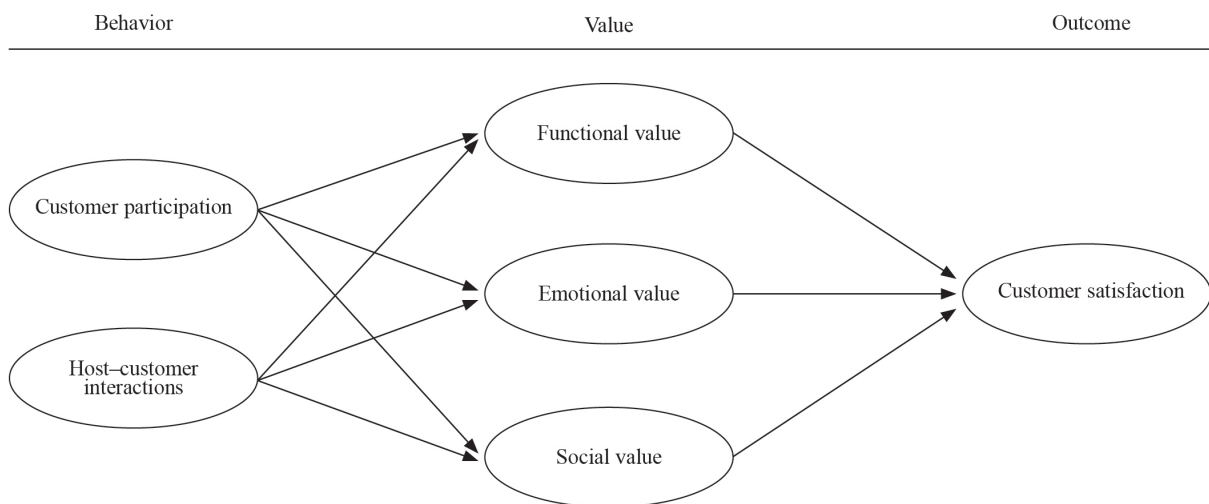 Behavior
Value
Outcome
Functional value
Customer participation
Emotional value
Customer satisfaction
Host–customer
interactions
Social value